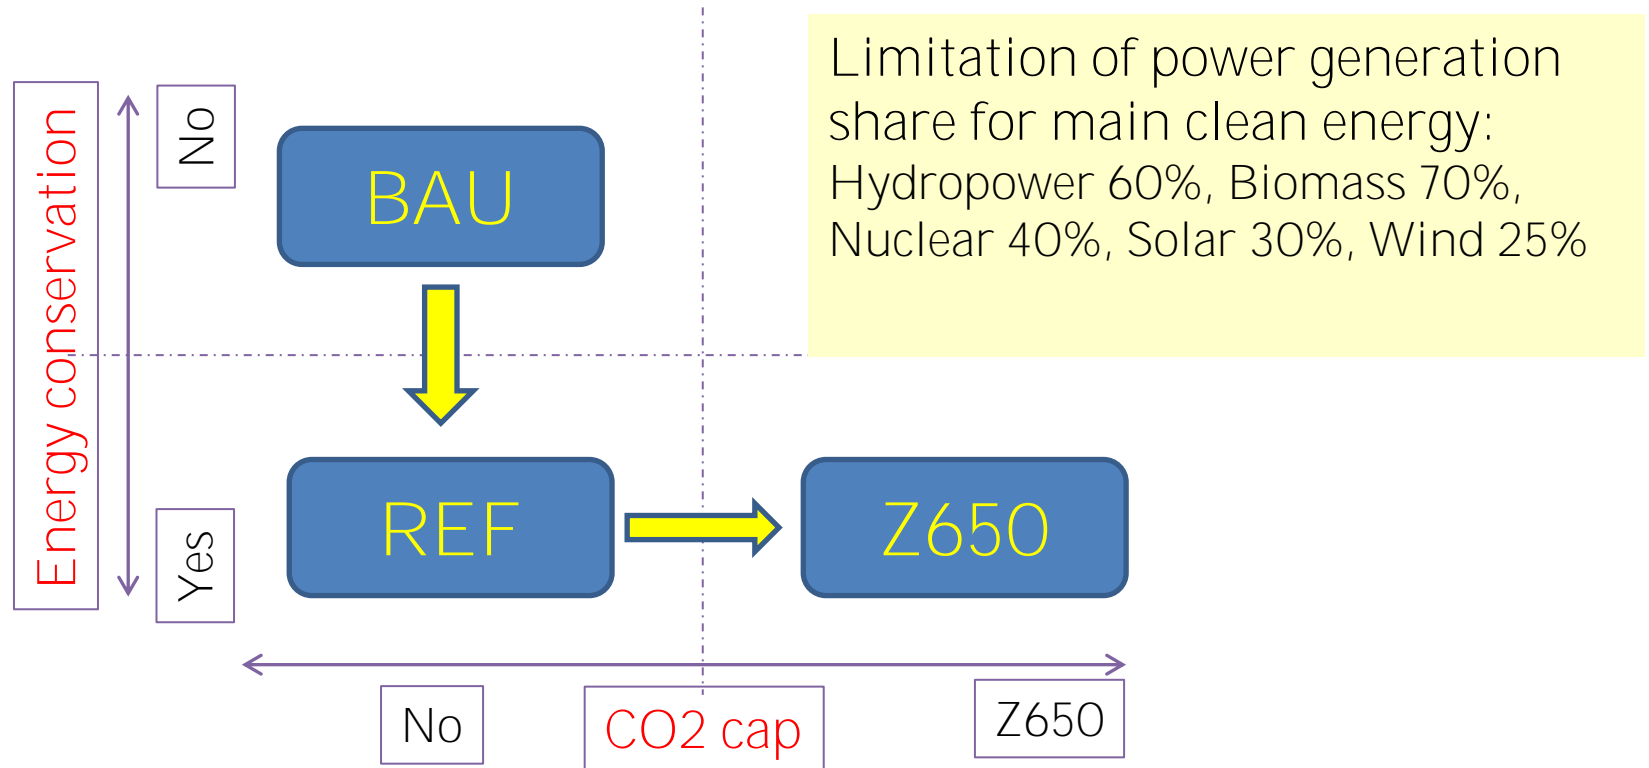 Limitation of power generation
share for main clean energy:
Hydropower 60%, Biomass 70%,
Nuclear 40%, Solar 30%, Wind 25%
Energy conservation
No
BAU
Yes
REF
Z650
No
CO2 cap
Z650